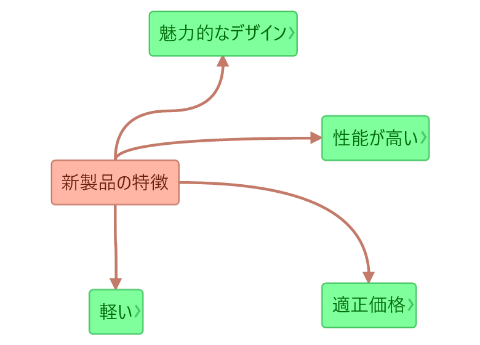 魅力的なデザイン
性能が高い
新製品の特徴
適正価格
軽い